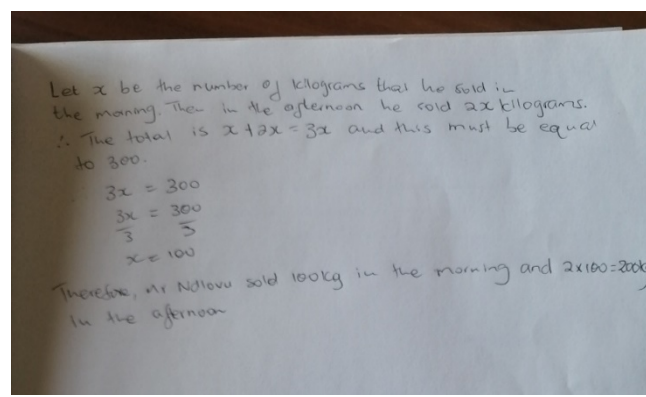 Let x be the number of kilograms that he sold in
the morning. Then in the afternoon he sold 2x kilograms.
∴ The total is x+2x = 3x and this must be equal
to 300.
3x = 300
3x/3 = 300/3
x = 100
Therefore, Mr Ndlovu sold 100kg in the morning and 2x100=200k
in the afternoon